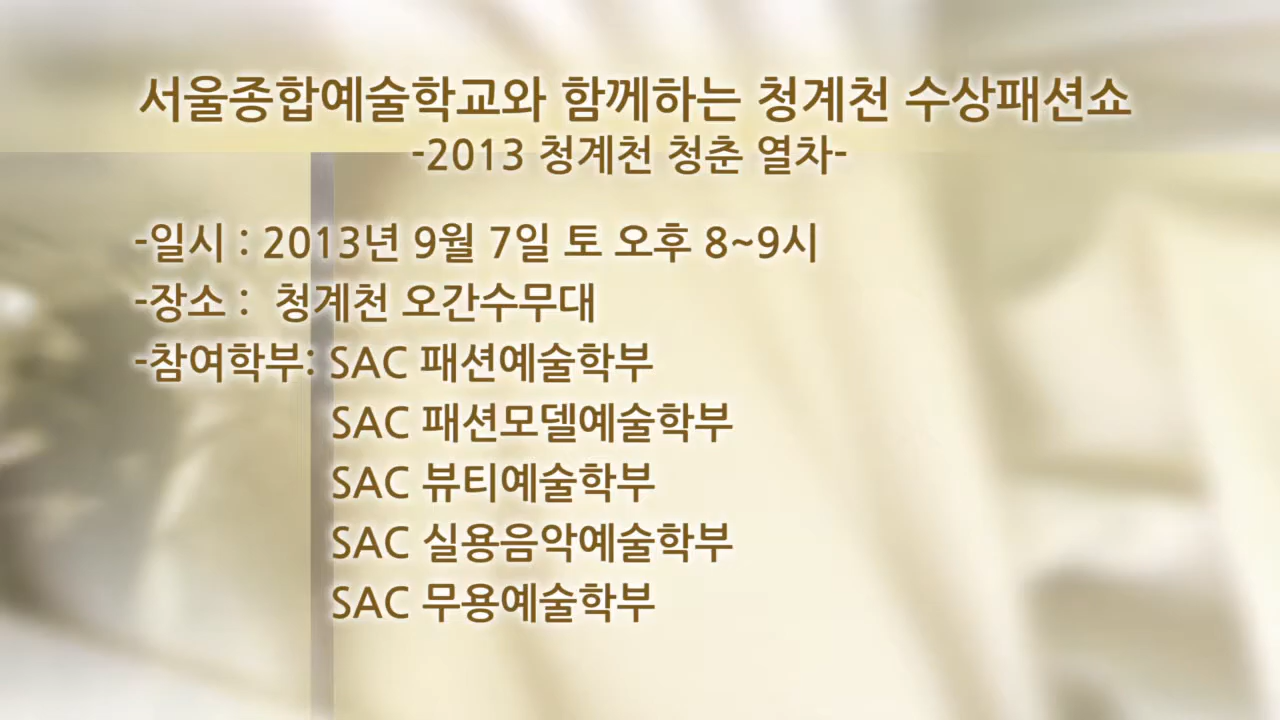 서울종합예술학교와 함께하는 청계천 수상패션쇼
-2013 청계천 청춘 열차-
-일시 : 2013년 9월 7일 토 오후 8~9시
-장소 : 청계천 오간수무대
-참여학부: SAC 패션예술학부
SAC 패션모델예술학부
SAC 뷰티예술학부
SAC 실용음악예술학부
SAC 무용예술학부